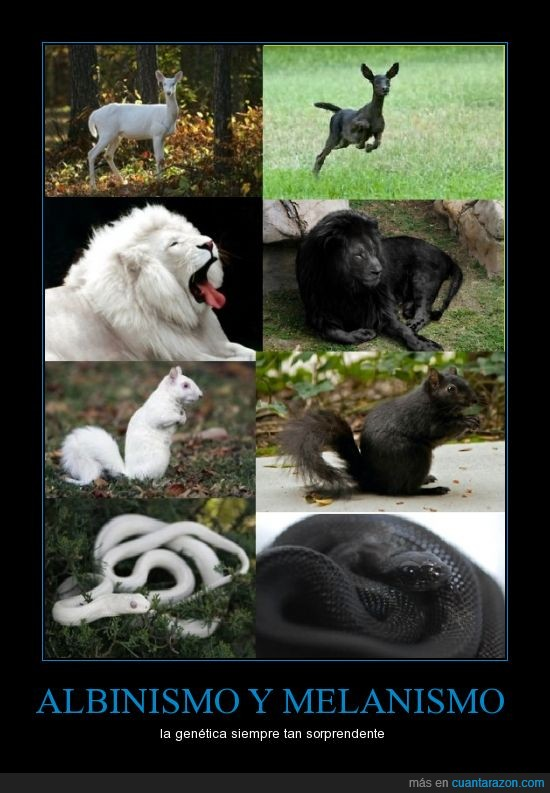 ALBINISMO Y MELANISMO
la genética siempre tan sorprendente
más en cuantarazon.com